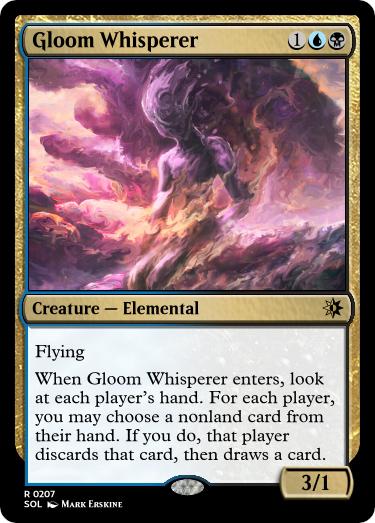 Gloom Whisperer
1
Creature — Elemental
Flying
When Gloom Whisperer enters, look
at each player's hand. For each player,
you may choose a nonland card from
their hand. If you do, that player
discards that card, then draws a card.
3/1
R 0207
SOL Mark Erskine